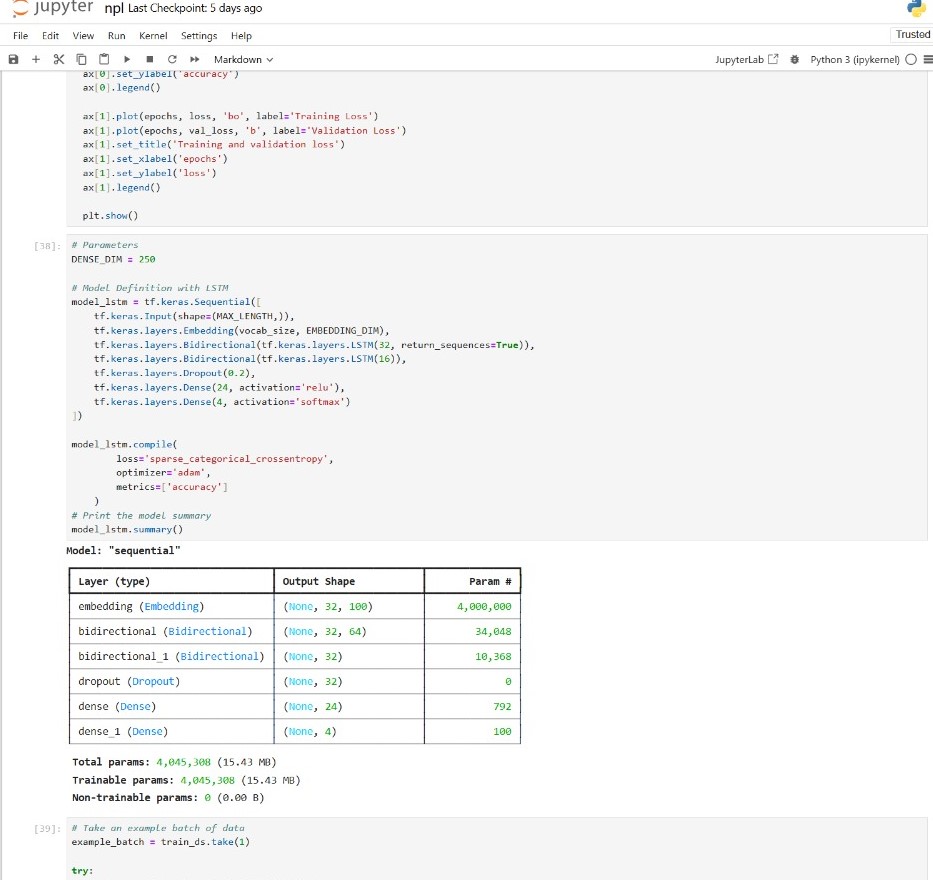 jupyter npl Last Checkpoint: 5 days ago
File Edit View Run Kernel Settings Help Trusted
Markdown JupyterLab Python 3 (ipykernel)
ax[0].set_ylabel('accuracy')
ax[0].legend()
ax[1].plot(epochs, loss, 'bo', label='Training Loss')
ax[1].plot(epochs, val_loss, 'b', label='Validation Loss')
ax[1].set_title('Training and validation loss')
ax[1].set_xlabel('epochs')
ax[1].set_ylabel('loss')
ax[1].legend()
plt.show()
[38]: # Parameters
DENSE_DIM = 250
# Model Definition with LSTM
model_lstm = tf.keras.Sequential([
tf.keras.Input(shape=(MAX_LENGTH,)),
tf.keras.layers.Embedding(vocab_size, EMBEDDING_DIM),
tf.keras.layers.Bidirectional(tf.keras.layers.LSTM(32, return_sequences=True)),
tf.keras.layers.Bidirectional(tf.keras.layers.LSTM(16)),
tf.keras.layers.Dropout(0.2),
tf.keras.layers.Dense(24, activation='relu'),
tf.keras.layers.Dense(4, activation='softmax')
])
model_lstm.compile(
loss='sparse_categorical_crossentropy',
optimizer='adam',
metrics=['accuracy']
)
# Print the model summary
model_lstm.summary()
Model: "sequential"
Layer (type) Output Shape Param #
embedding (Embedding) (None, 32, 100) 4,000,000
bidirectional (Bidirectional) (None, 32, 64) 34,048
bidirectional_1 (Bidirectional) (None, 32) 10,368
dropout (Dropout) (None, 32) 0
dense (Dense) (None, 24) 792
dense_1 (Dense) (None, 4) 100
Total params: 4,045,308 (15.43 MB)
Trainable params: 4,045,308 (15.43 MB)
Non-trainable params: 0 (0.00 B)
[39]: # Take an example batch of data
example_batch = train_ds.take(1)
try: